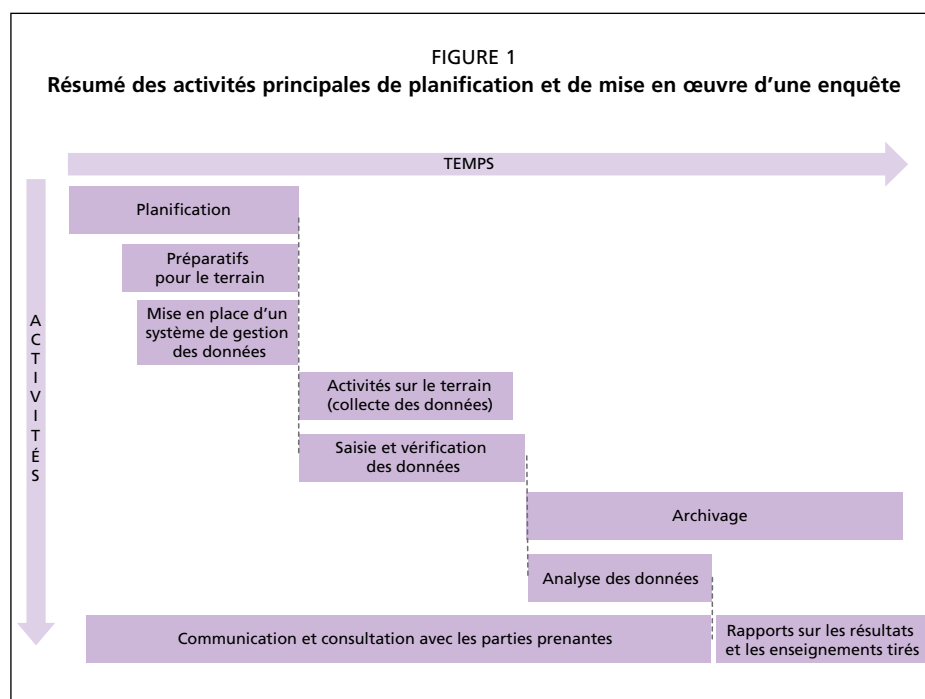 FIGURE 1
Résumé des activités principales de planification et de mise en œuvre d'une enquête
TEMPS
ACTIVITÉS
Planification
Préparatifs
pour le terrain
Mise en place d'un
système de gestion
des données
Activités sur le terrain
(collecte des données)
Saisie et vérification
des données
Archivage
Analyse des données
Communication et consultation avec les parties prenantes
Rapports sur les résultats
et les enseignements tirés